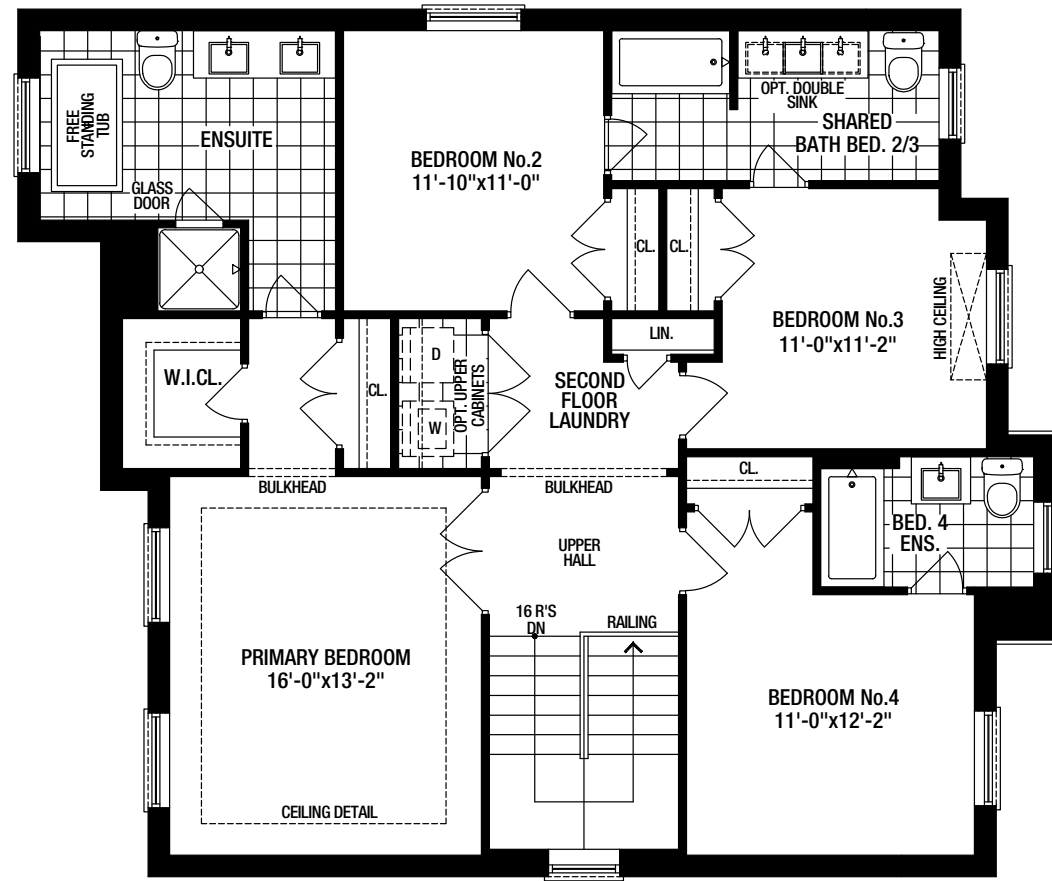 FREE
STANDING
TUB
ENSUITE
GLASS
DOOR
BEDROOM No.2
11'-10"x11'-0"
OPT. DOUBLE
SINK
SHARED
BATH BED. 2/3
CL.
CL.
BEDROOM No.3
11'-0"x11'-2"
HIGH CEILING
LIN.
W.I.CL.
CL.
D
W
OPT. UPPER
CABINETS
SECOND
FLOOR
LAUNDRY
BULKHEAD
BULKHEAD
CL.
BED. 4
ENS.
UPPER
HALL
16 R'S
DN
RAILING
PRIMARY BEDROOM
16'-0"x13'-2"
BEDROOM No.4
11'-0"x12'-2"
CEILING DETAIL